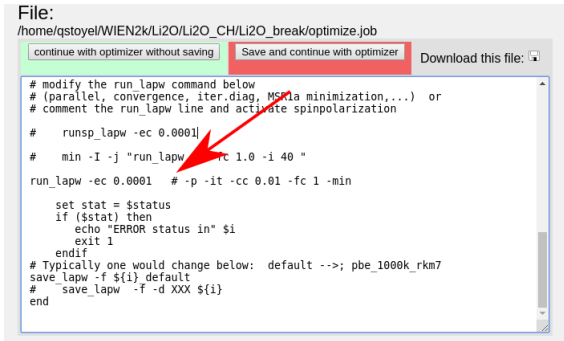 File:
/home/qstoyel/WIEN2k/Li2O/Li2O_CH/Li2O_break/optimize.job
continue with optimizer without saving Save and continue with optimizer Download this file:
# modify the run_lapw command below
# (parallel, convergence, iter.diag, MSR1a minimization,...)  or
# comment the run_lapw line and activate spinpolarization
#    runsp_lapw -ec 0.0001
#    min -I -j "run_lapw fc 1.0 -i 40 "
run_lapw -ec 0.0001   # -p -it -cc 0.01 -fc 1 -min
set stat = $status
if ($stat) then
echo "ERROR status in" $i
exit 1
endif
# Typically one would change below:  default -->; pbe_1000k_rkm7
save_lapw -f ${i}_default
#    save_lapw  -f -d XXX ${i}
end